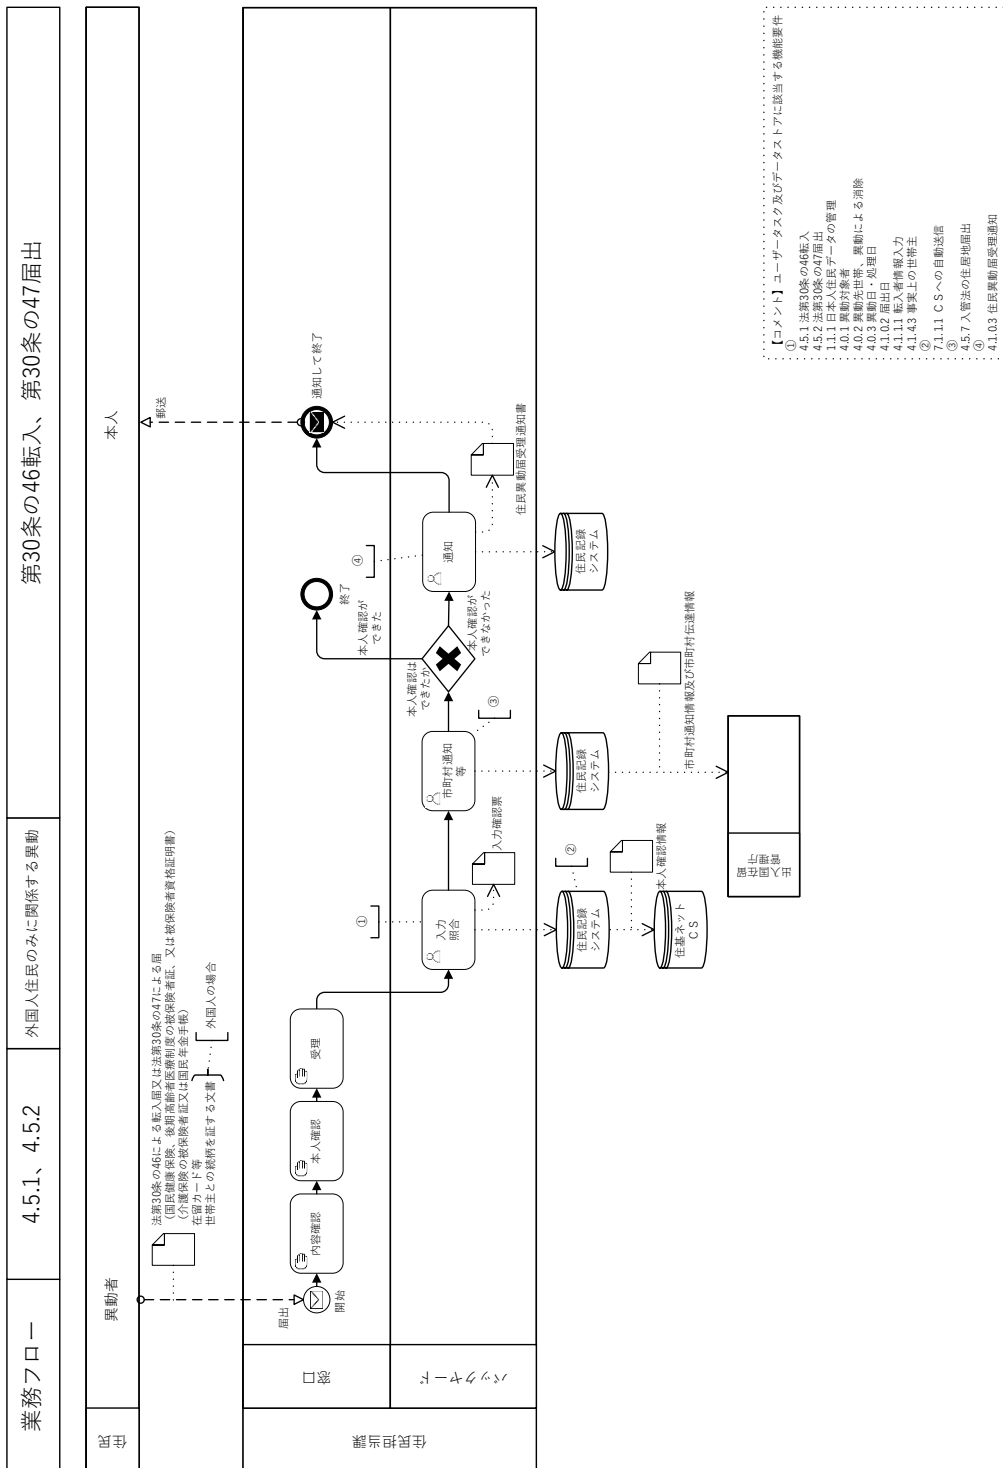 業務フロー
4.5.1、4.5.2
外国人住民のみに関係する異動
第30条の46転入、第30条の47届出
住民
異動者
本人
法第30条の46による転入届又は法第30条の47による届
（国民健康保険、後期高齢者医療制度の被保険者証、又は被保険者資格証明書）
（介護保険の被保険者証又は国民年金手帳）
在留カード等
世帯主との続柄を証する文書
外国人の場合
郵送
届出
住民担当課
窓口
開始
内容確認
本人確認
受理
終了
本人確認が
できた
通知して終了
バックヤード
①
入力
照合
入力確認票
市町村通知
等
③
本人確認は
できたか
本人確認が
できなかった
④
通知
住民異動届受理通知書
住民記録
システム
②
本人確認情報
住基ネット
ＣＳ
住民記録
システム
市町村通知情報及び市町村伝達情報
住民記録
システム
出入国在留
管理庁
【コメント】ユーザータスク及びデータストアに該当する機能要件
①
4.5.1 法第30条の46転入
4.5.2 法第30条の47届出
1.1.1 日本人住民データの管理
4.0.1 異動対象者
4.0.2 異動先世帯、異動による消除
4.0.3 異動日・処理日
4.1.0.2 届出日
4.1.1.1 転入者情報入力
4.1.4.3 事実上の世帯主
②
7.1.1.1 ＣＳへの自動送信
③
4.5.7 入管法の住居地届出
④
4.1.0.3 住民異動届受理通知